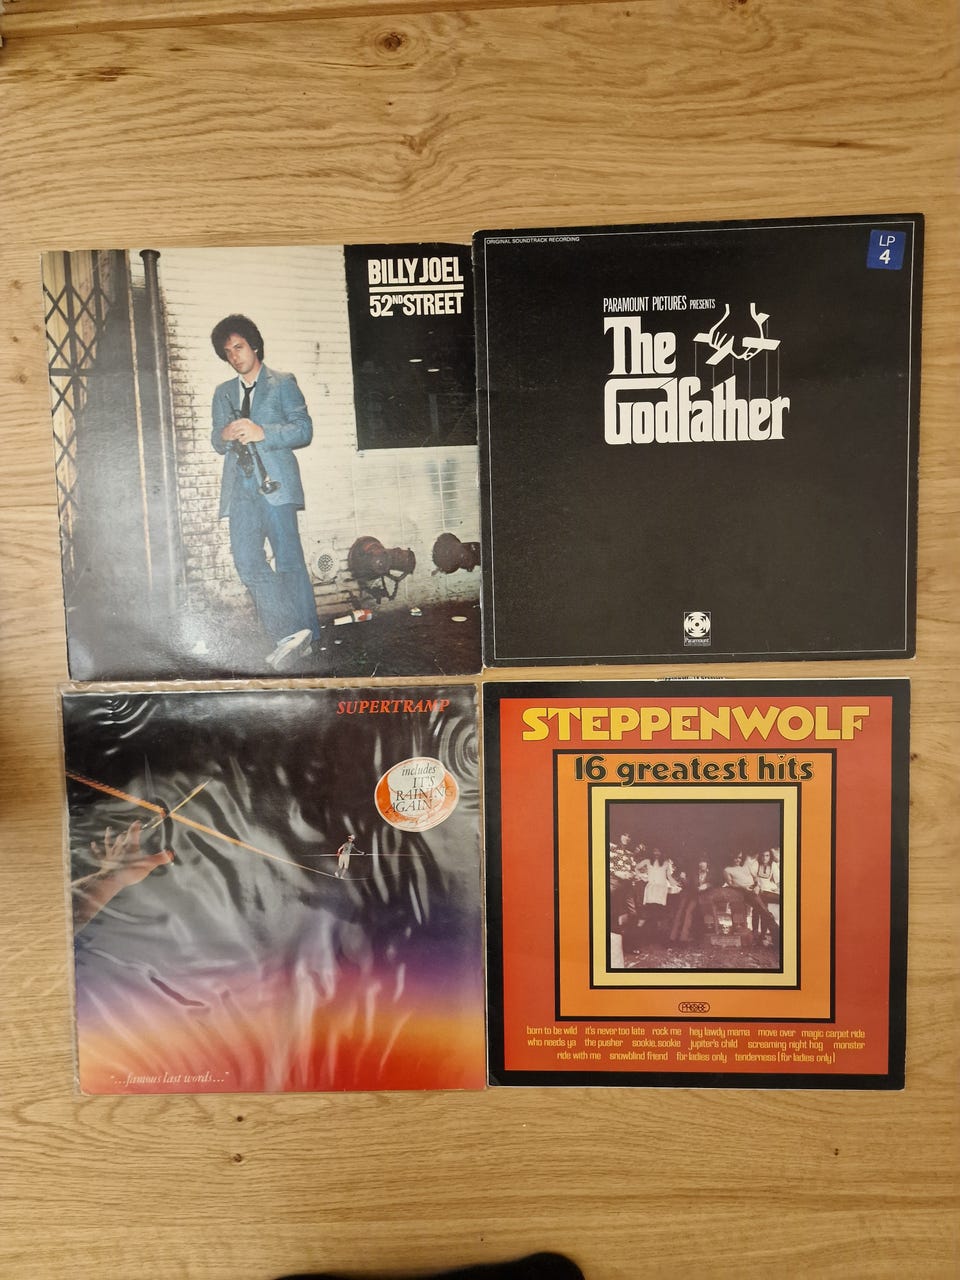 BILLY JOEL
52ND STREET
ORIGINAL SOUNDTRACK RECORDING
LP
4
PARAMOUNT PICTURES PRESENTS
The
Godfather
Paramount
SUPERTRAMP
includes
IT'S
RAINING
AGAIN
"...famous last words..."
STEPPENWOLF
16 greatest hits
PROBE
born to be wild it's never too late rock me hey lawdy mama move over magic carpet ride
who needs ya the pusher sookie, sookie jupiter's child screaming night hog monster
ride with me snowblind friend for ladies only tenderness (for ladies only)